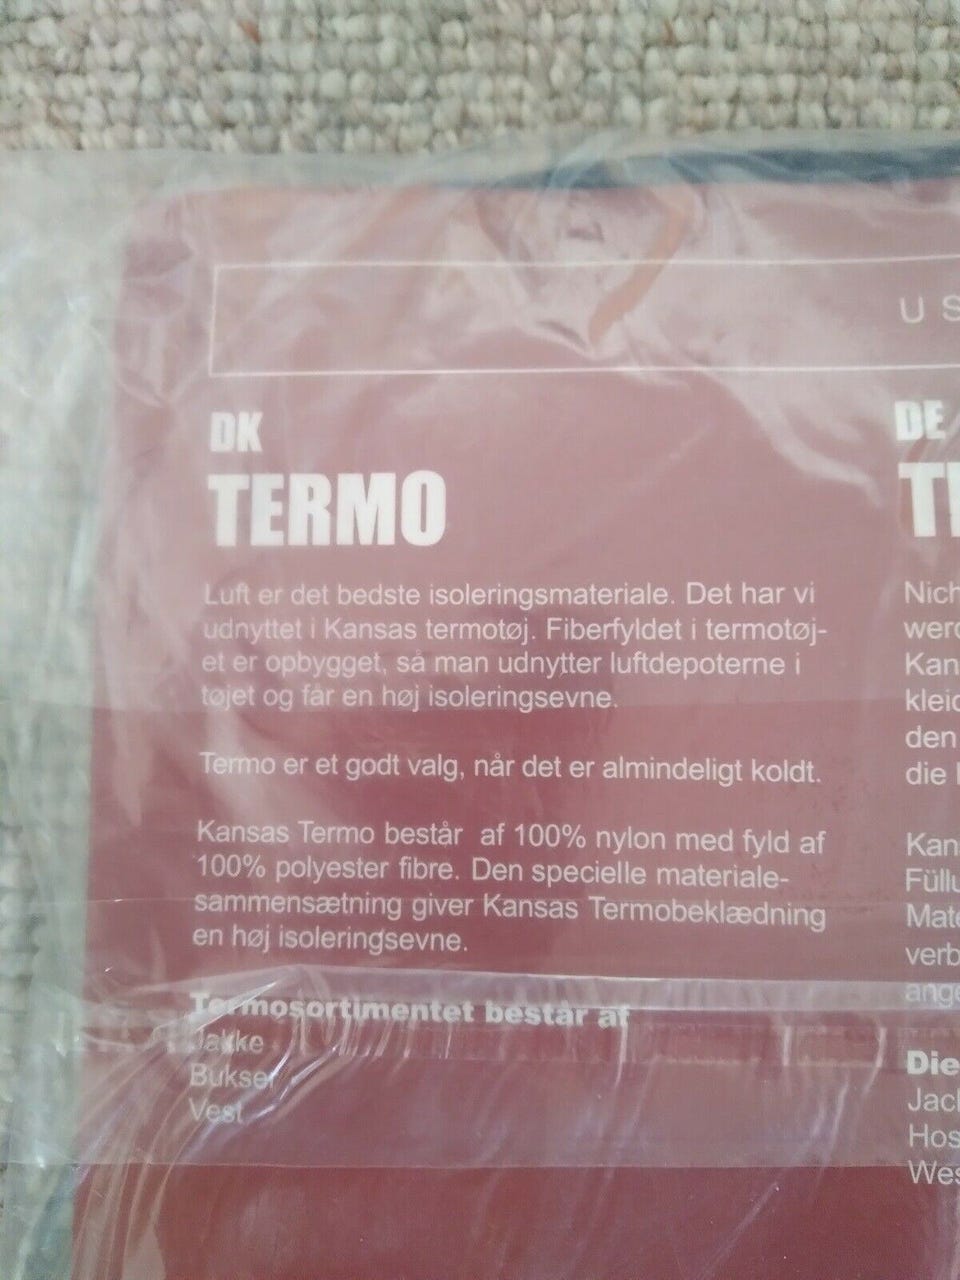 U S
DK
TERMO
Luft er det bedste isoleringsmateriale. Det har vi
udnyttet i Kansas termotøj. Fiberfyldet i termotøj-
et er opbygget, så man udnytter luftdepoterne i
tøjet og får en høj isoleringsevne.
Termo er et godt valg, når det er almindeligt koldt.
Kansas Termo består af 100% nylon med fyld af
100% polyester fibre. Den specielle materiale-
sammensætning giver Kansas Termobeklædning
en høj isoleringsevne.
Termosortimentet består af
Jakke
Bukser
Vest
DE
TE
Nich
werd
Kan
kleid
den
die
Kan
Füllu
Mate
verb
ange
Die
Jack
Hos
Wes